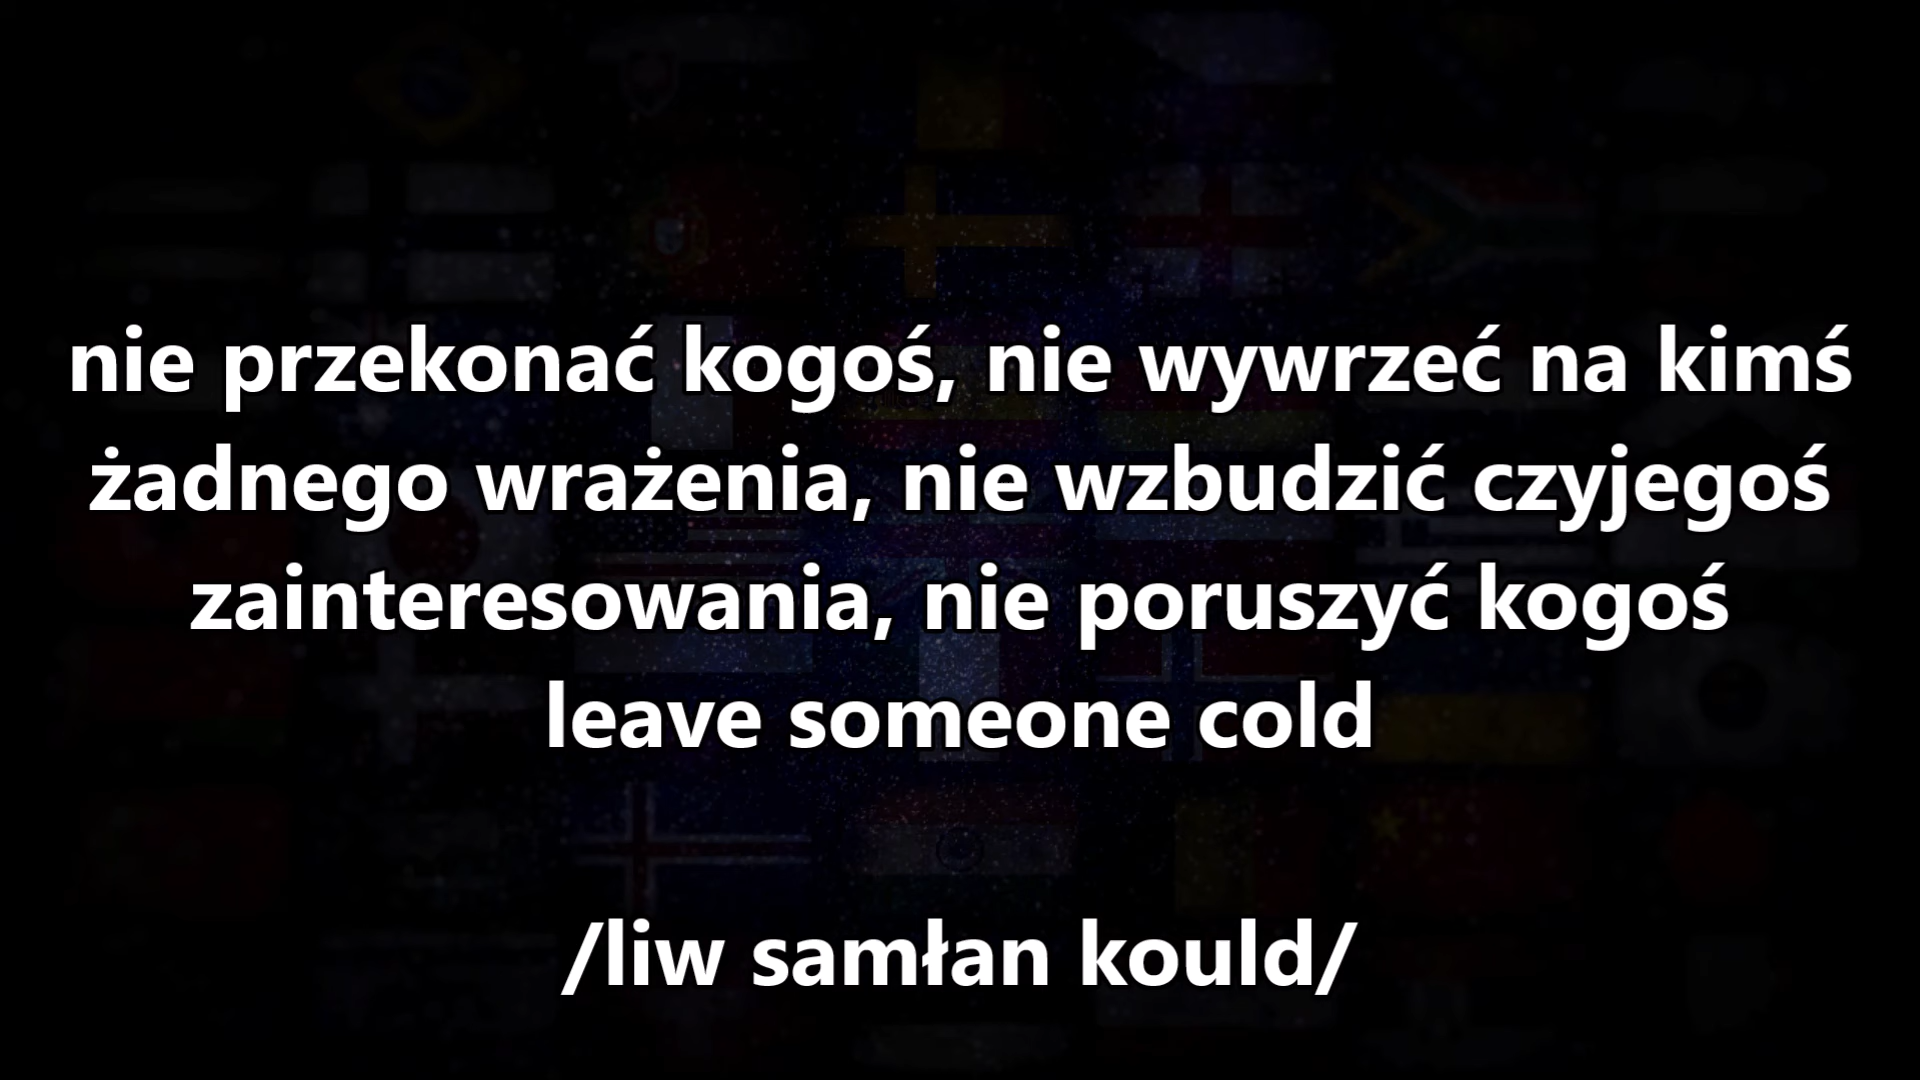 nie przekonać kogoś, nie wywrzeć na kimś
żadnego wrażenia, nie wzbudzić czyjegoś
zainteresowania, nie poruszyć kogoś
leave someone cold
/liw samłan kould/